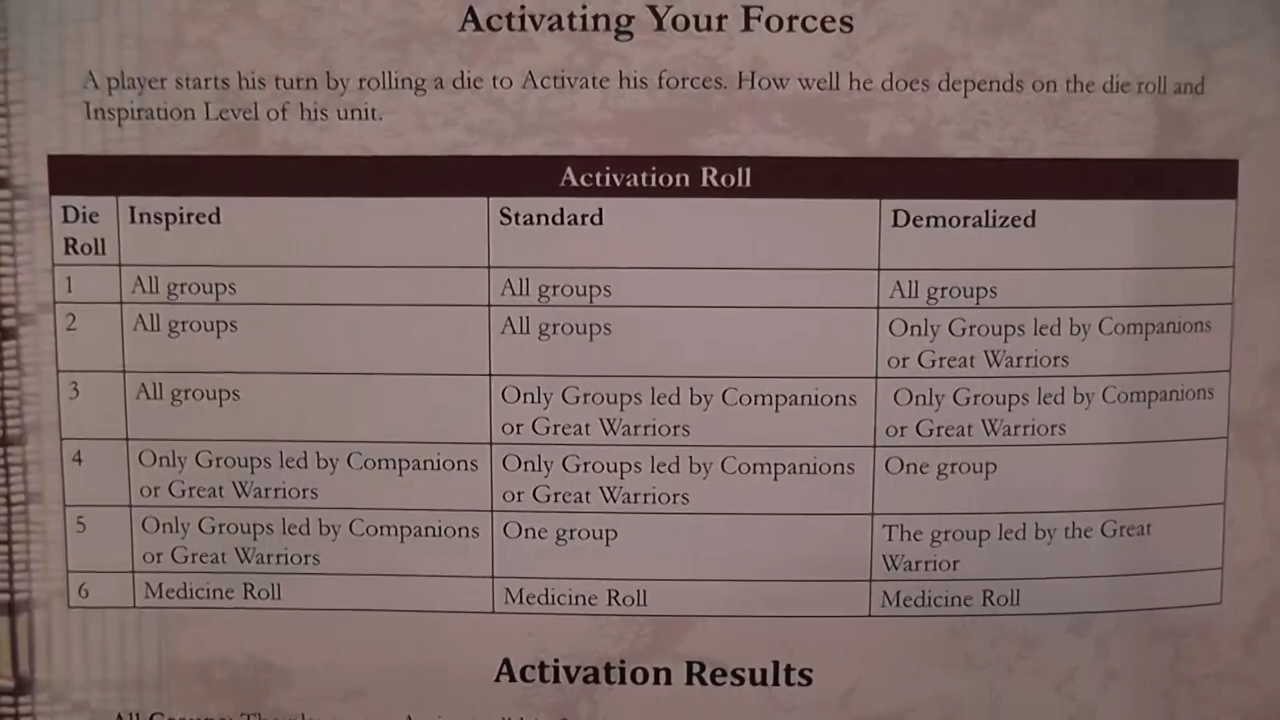 Activating Your Forces
A player starts his turn by rolling a die to Activate his forces. How well he does depends on the die roll and
Inspiration Level of his unit.
Activation Roll
Die Roll Inspired Standard Demoralized
1 All groups All groups All groups
2 All groups All groups Only Groups led by Companions or Great Warriors
3 All groups Only Groups led by Companions or Great Warriors Only Groups led by Companions or Great Warriors
4 Only Groups led by Companions or Great Warriors Only Groups led by Companions or Great Warriors One group
5 Only Groups led by Companions or Great Warriors One group The group led by the Great Warrior
6 Medicine Roll Medicine Roll Medicine Roll
Activation Results
All Groups: